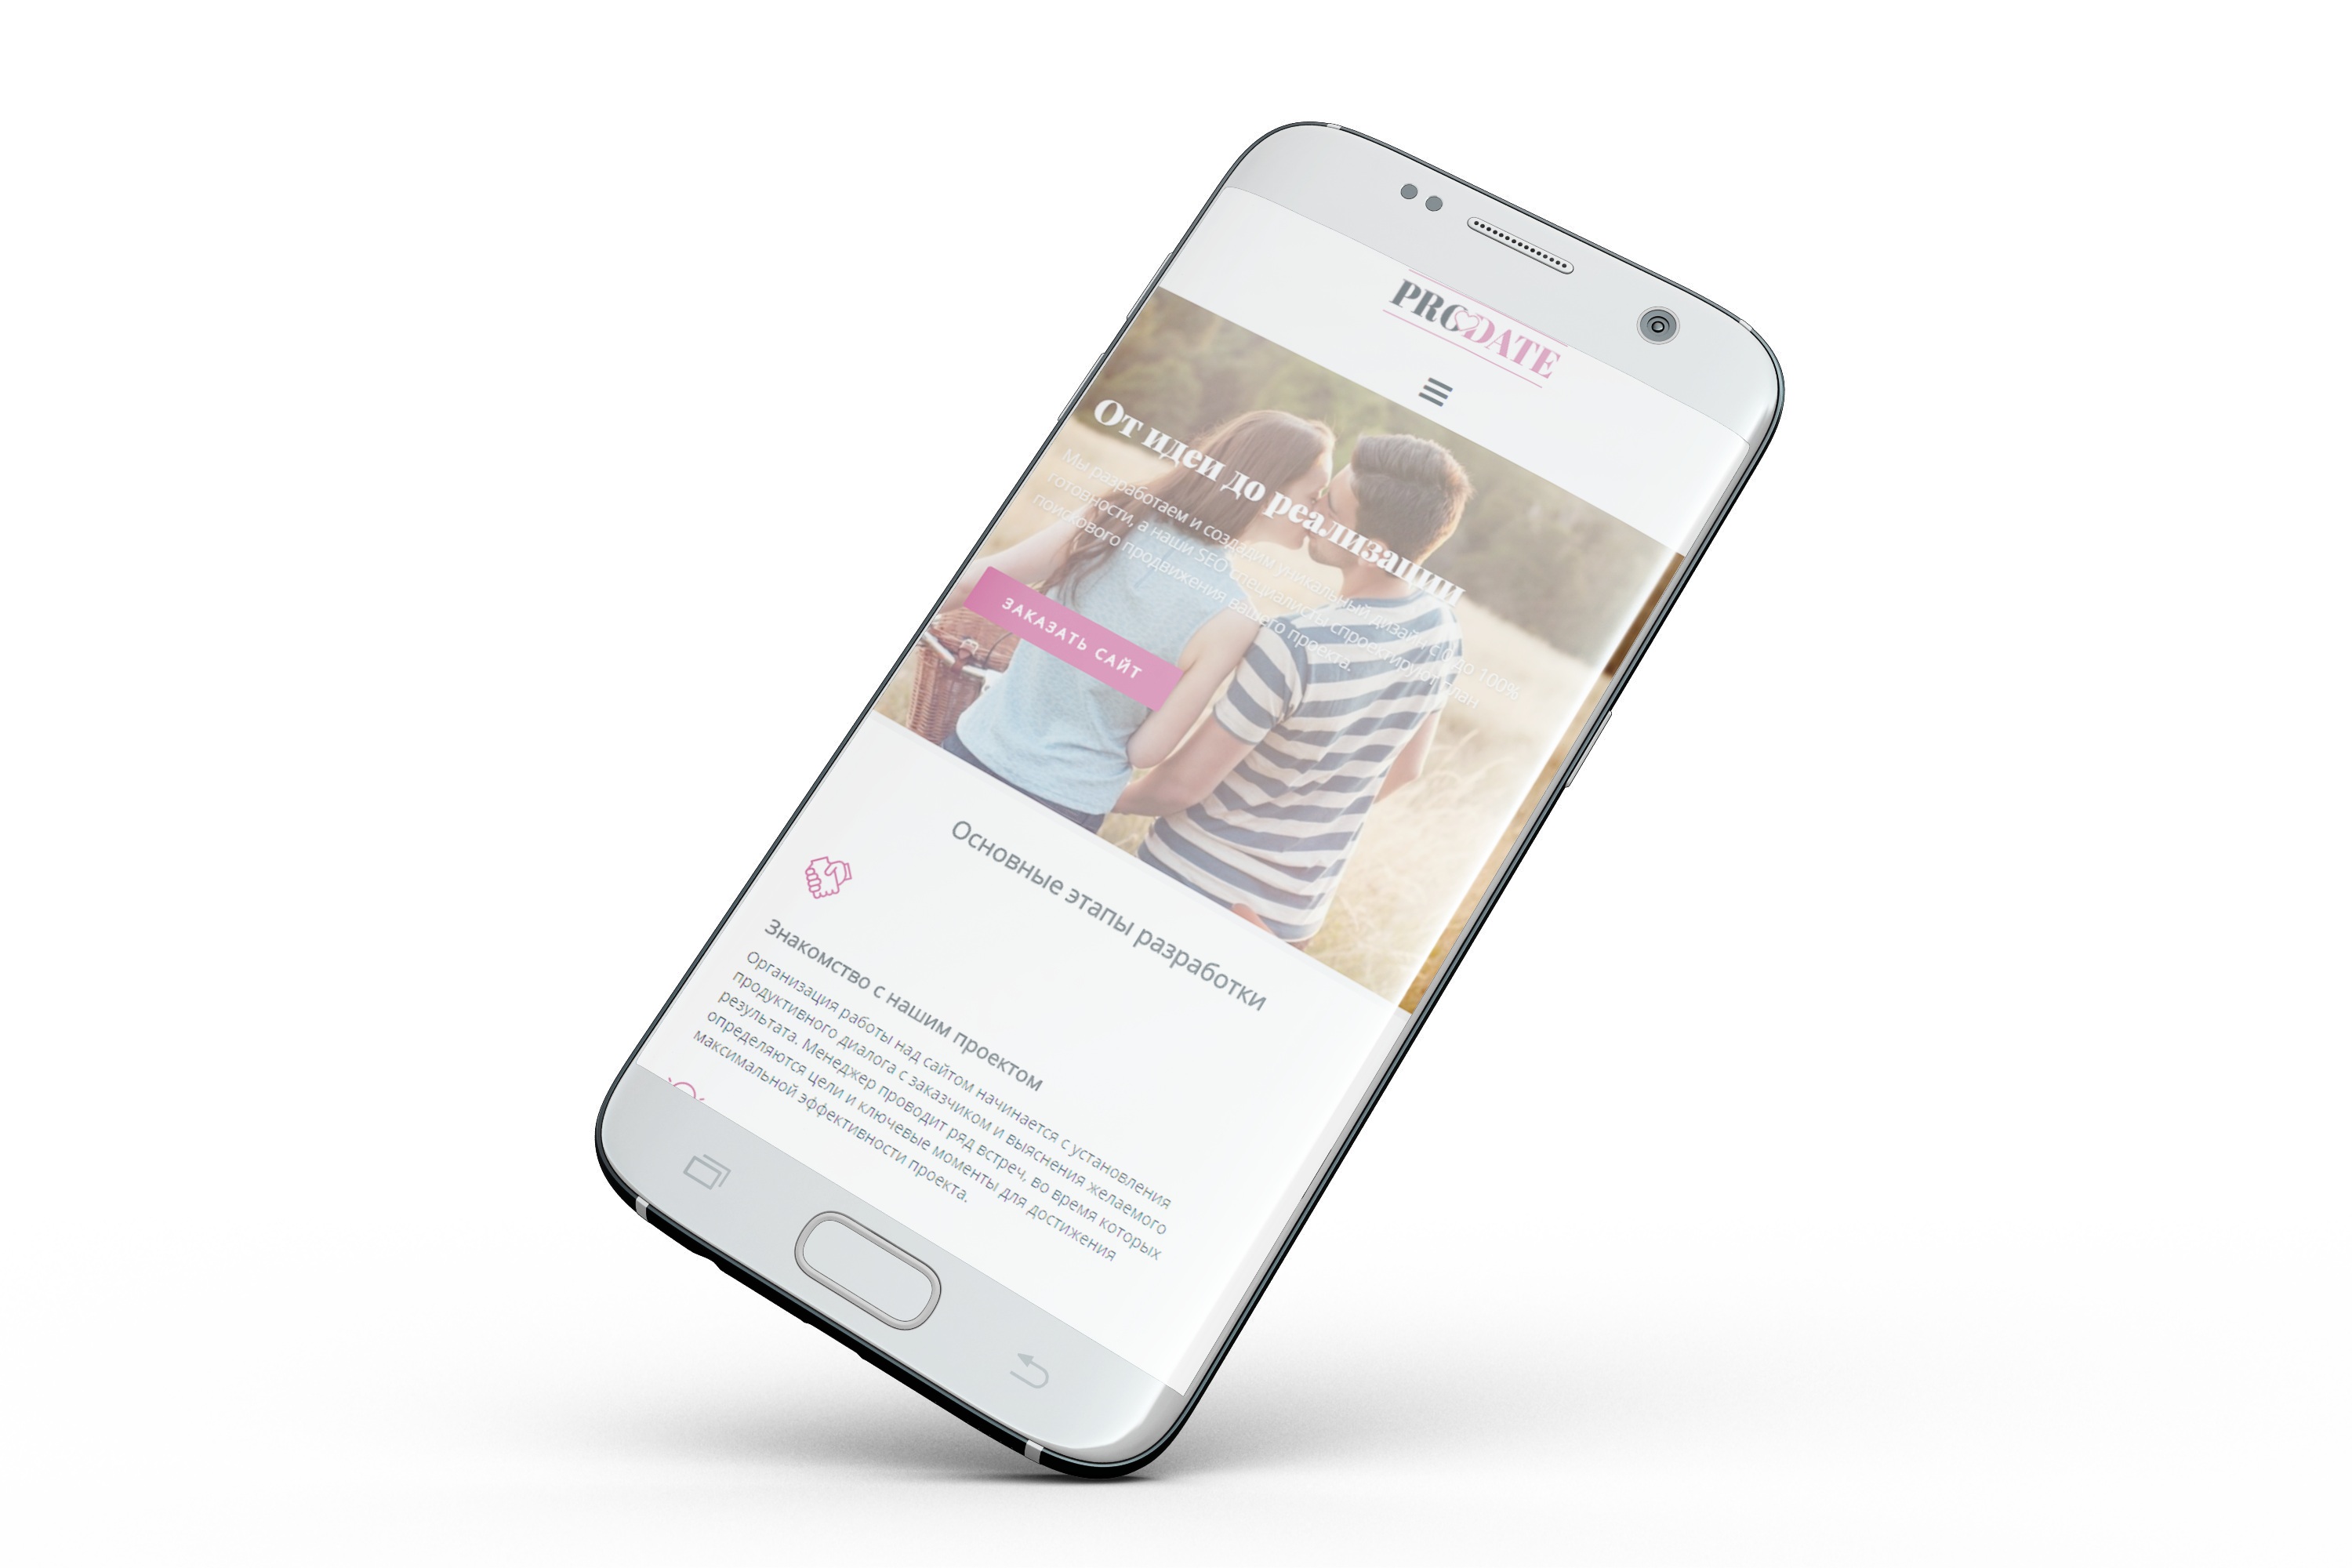 PRODATE
От идеи до реализации
Мы разработаем и создадим уникальный дизайн с 0 до 100%
готовности, а наши SEO специалисты спроектируют план
поискового продвижения вашего проекта.
ЗАКАЗАТЬ САЙТ
Основные этапы разработки
Знакомство с нашим проектом
Организация работы над сайтом начинается с установления
продуктивного диалога с заказчиком и выяснения желаемого
результата. Менеджер проводит ряд встреч, во время которых
определяются цели и ключевые моменты для достижения
максимальной эффективности проекта.